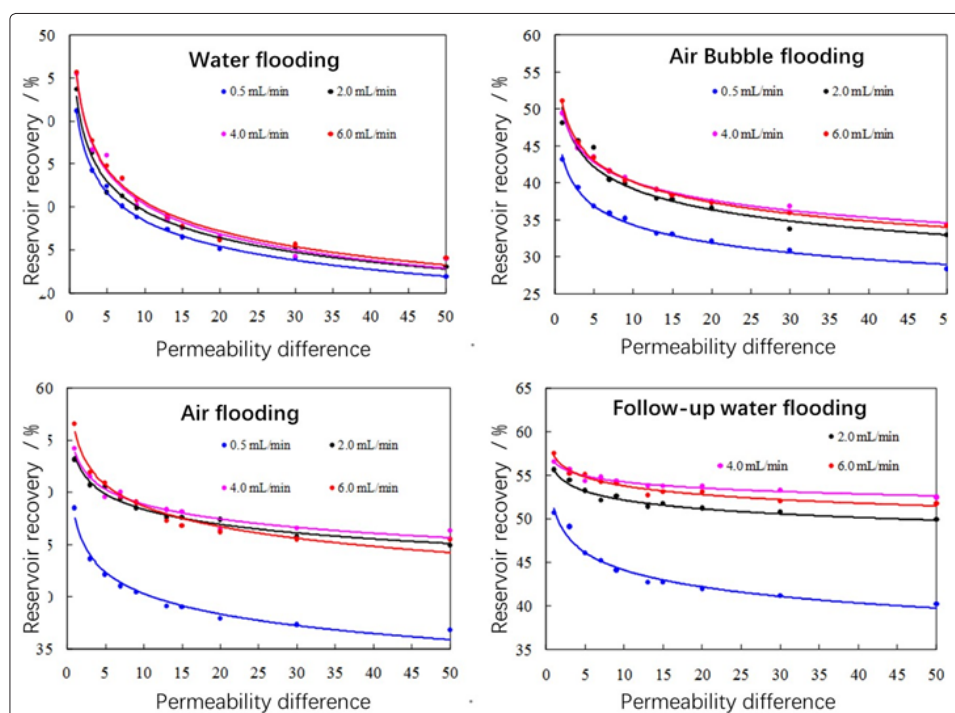 Water flooding
0.5 mL/min
2.0 mL/min
4.0 mL/min
6.0 mL/min
Reservoir recovery / %
50
5
0
5
0
5
20
0 5 10 15 20 25 30 35 40 45 50
Permeability difference
Air Bubble flooding
0.5 mL/min
2.0 mL/min
4.0 mL/min
6.0 mL/min
Reservoir recovery / %
60
55
50
45
40
35
30
25
0 5 10 15 20 25 30 35 40 45 5
Permeability difference
Air flooding
0.5 mL/min
2.0 mL/min
4.0 mL/min
6.0 mL/min
Reservoir recovery / %
60
5
0
5
0
35
0 5 10 15 20 25 30 35 40 45 50
Permeability difference
Follow-up water flooding
2.0 mL/min
4.0 mL/min
6.0 mL/min
Reservoir recovery / %
65
60
55
50
45
40
35
0 5 10 15 20 25 30 35 40 45 50
Permeability difference